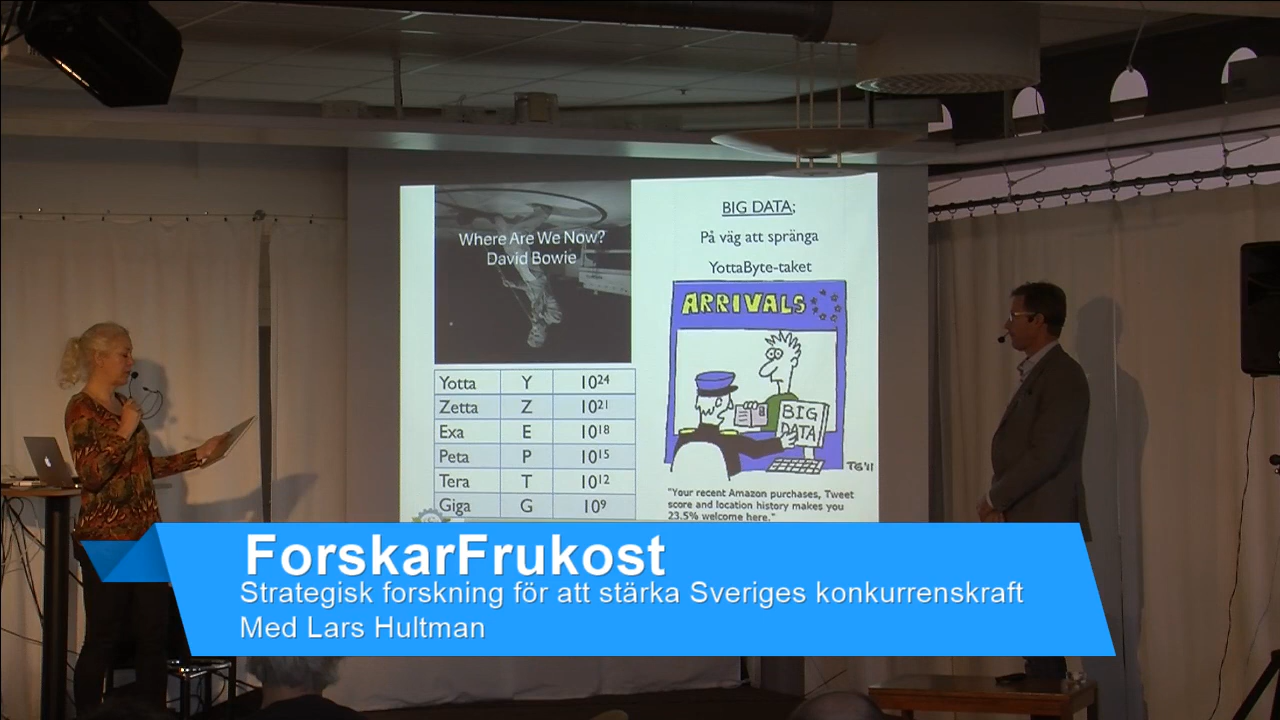 Where Are We Now?
David Bowie
Yotta Y 10²⁴
Zetta Z 10²¹
Exa E 10¹⁸
Peta P 10¹⁵
Tera T 10¹²
Giga G 10⁹
BIG DATA;
På väg att spränga
YottaByte-taket
ARRIVALS
BIG
DATA
TG'11
"Your recent Amazon purchases, Tweet
score and location history makes you
23.5% welcome here."
ForskarFrukost
Strategisk forskning för att stärka Sveriges konkurrenskraft
Med Lars Hultman